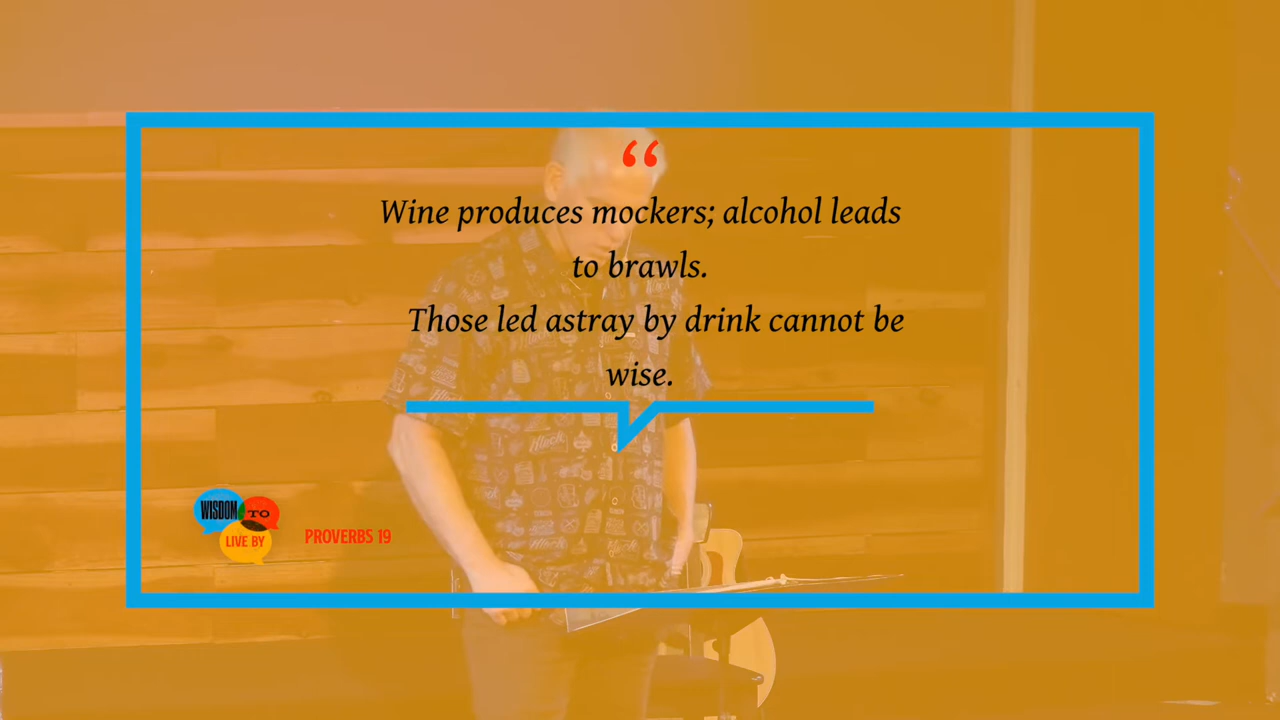 “
Wine produces mockers; alcohol leads
to brawls.
Those led astray by drink cannot be
wise.
WISDOM TO
LIVE BY
PROVERBS 19